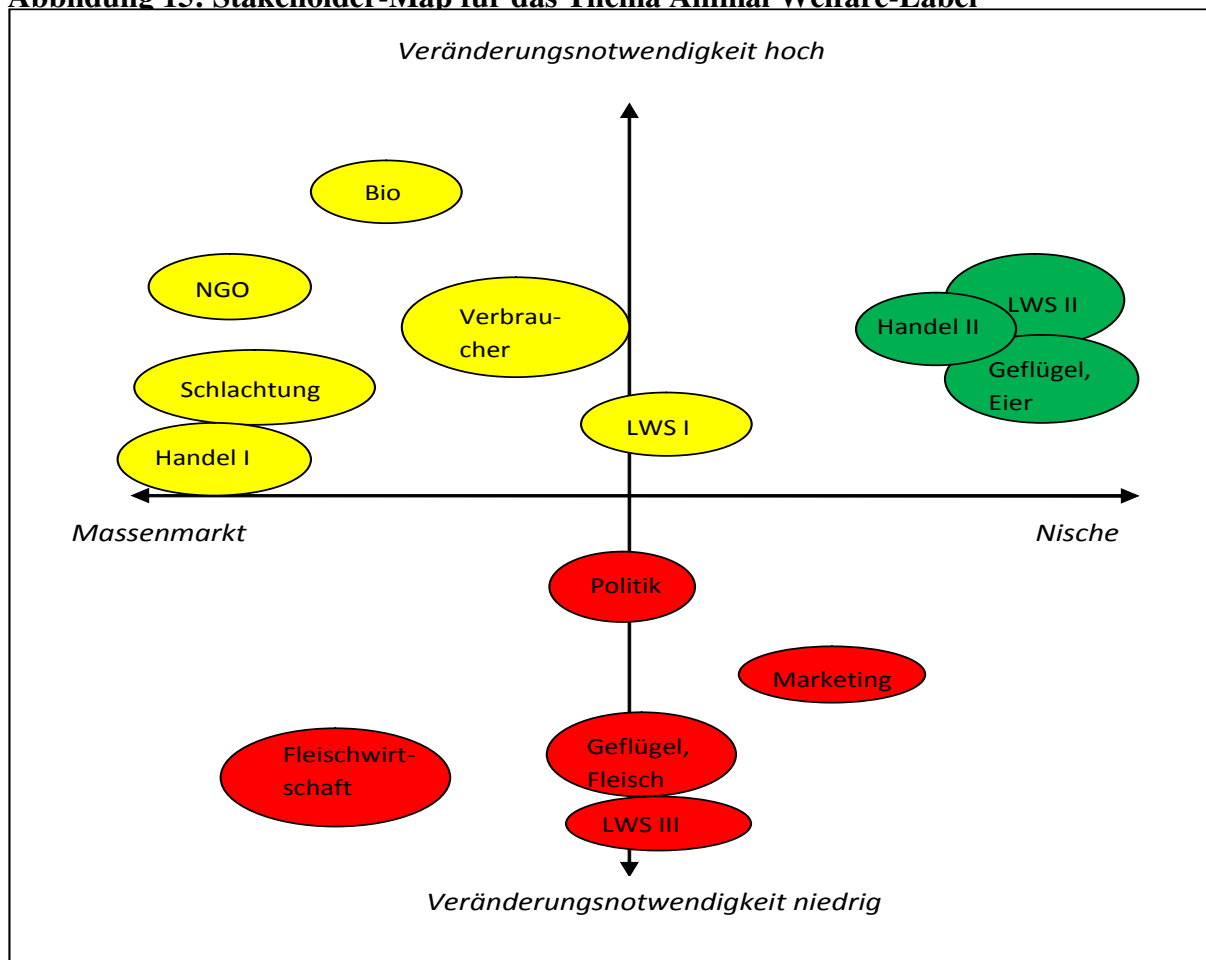 Abbildung 15: Stakeholder-Map für das Thema Animal Welfare-Label
Veränderungsnotwendigkeit hoch
Bio
NGO
Verbrau-
cher
LWS II
Handel II
Geflügel,
Eier
Schlachtung
LWS I
Handel I
Massenmarkt
Nische
Politik
Marketing
Fleischwirt-
schaft
Geflügel,
Fleisch
LWS III
Veränderungsnotwendigkeit niedrig